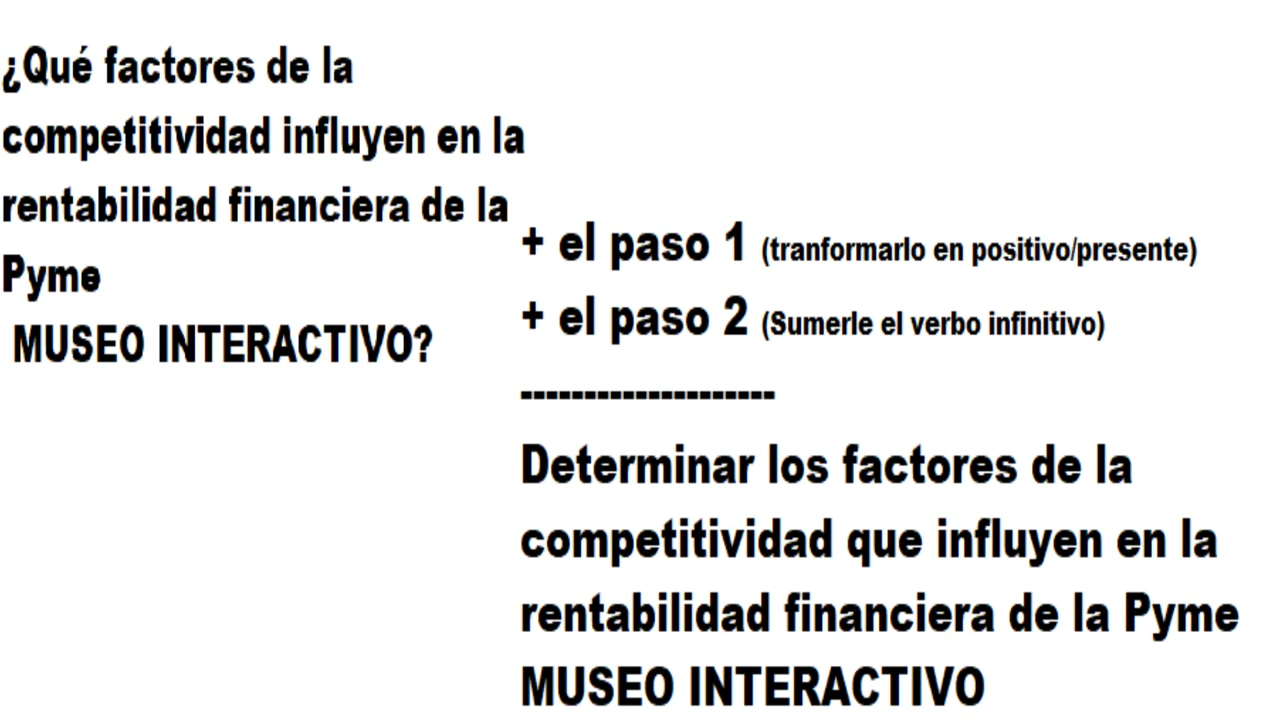 ¿Qué factores de la
competitividad influyen en la
rentabilidad financiera de la
Pyme
MUSEO INTERACTIVO?
+ el paso 1 (tranformarlo en positivo/presente)
+ el paso 2 (Sumerle el verbo infinitivo)
--------------------
Determinar los factores de la
competitividad que influyen en la
rentabilidad financiera de la Pyme
MUSEO INTERACTIVO